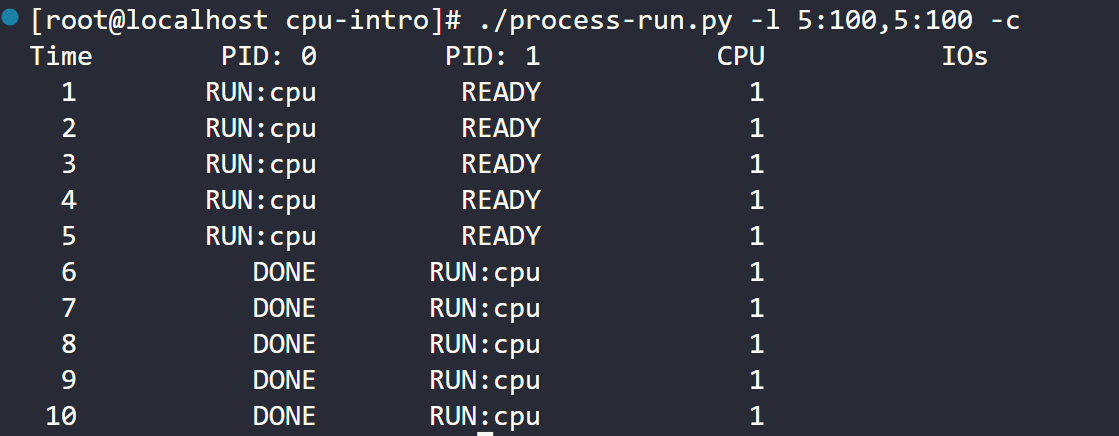 [root@localhost cpu-intro]# ./process-run.py -l 5:100,5:100 -c
Time        PID: 0        PID: 1           CPU           IOs
  1        RUN:cpu         READY             1
  2        RUN:cpu         READY             1
  3        RUN:cpu         READY             1
  4        RUN:cpu         READY             1
  5        RUN:cpu         READY             1
  6           DONE       RUN:cpu             1
  7           DONE       RUN:cpu             1
  8           DONE       RUN:cpu             1
  9           DONE       RUN:cpu             1
 10           DONE       RUN:cpu             1